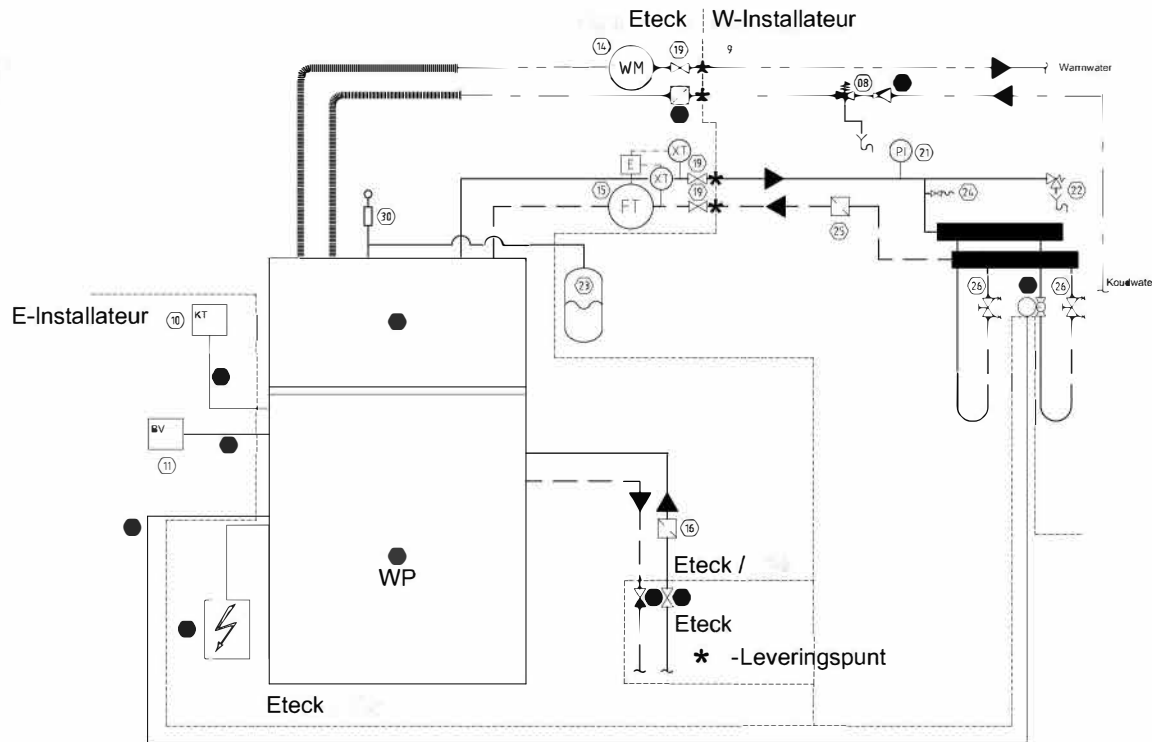 Eteck W-Installateur
14
19
9
WM
Warmwater
08
XT
E
XT
19
PI
21
15
FT
19
24
22
30
25
23
26
26
Koudwate
E-Installateur
10
KT
BV
11
16
WP
Eteck /
Eteck
* -Leveringspunt
Eteck